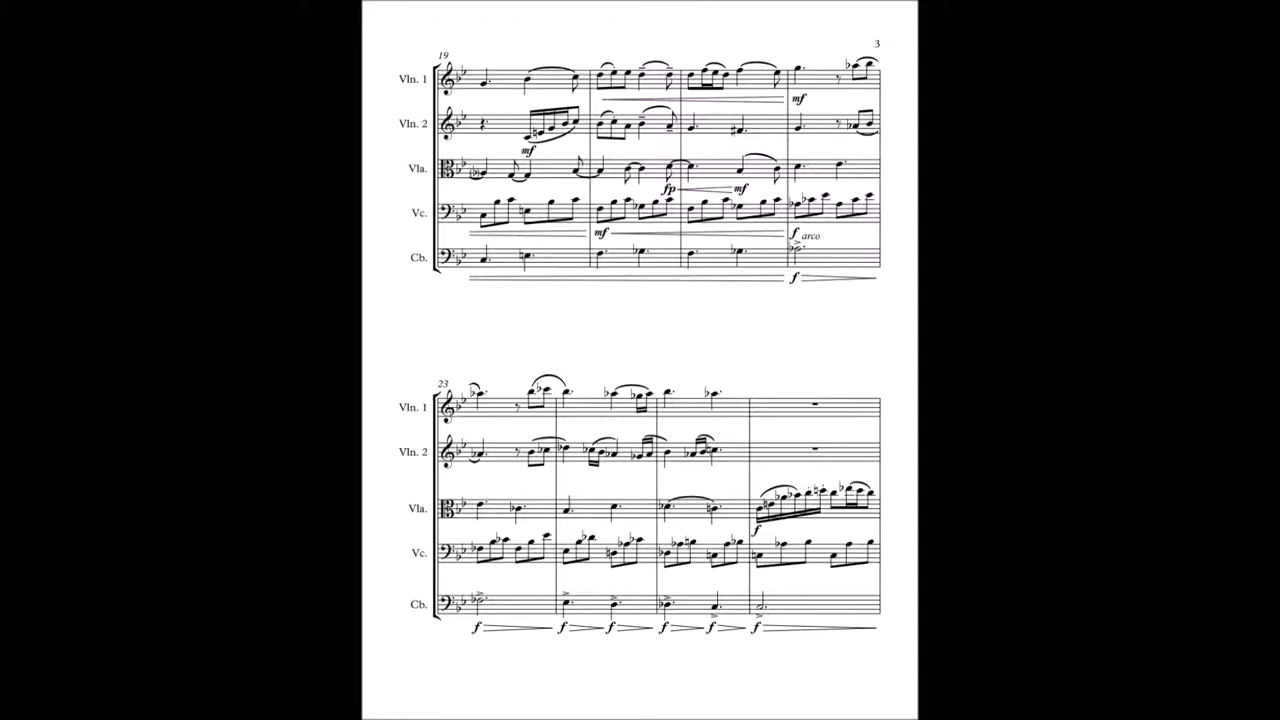 3
19
Vln. 1
mf
Vln. 2
mf
Vla.
fp mf
Vc.
mf f arco
Cb.
f
23
Vln. 1
Vln. 2
Vla.
f
Vc.
Cb.
f f f f f f